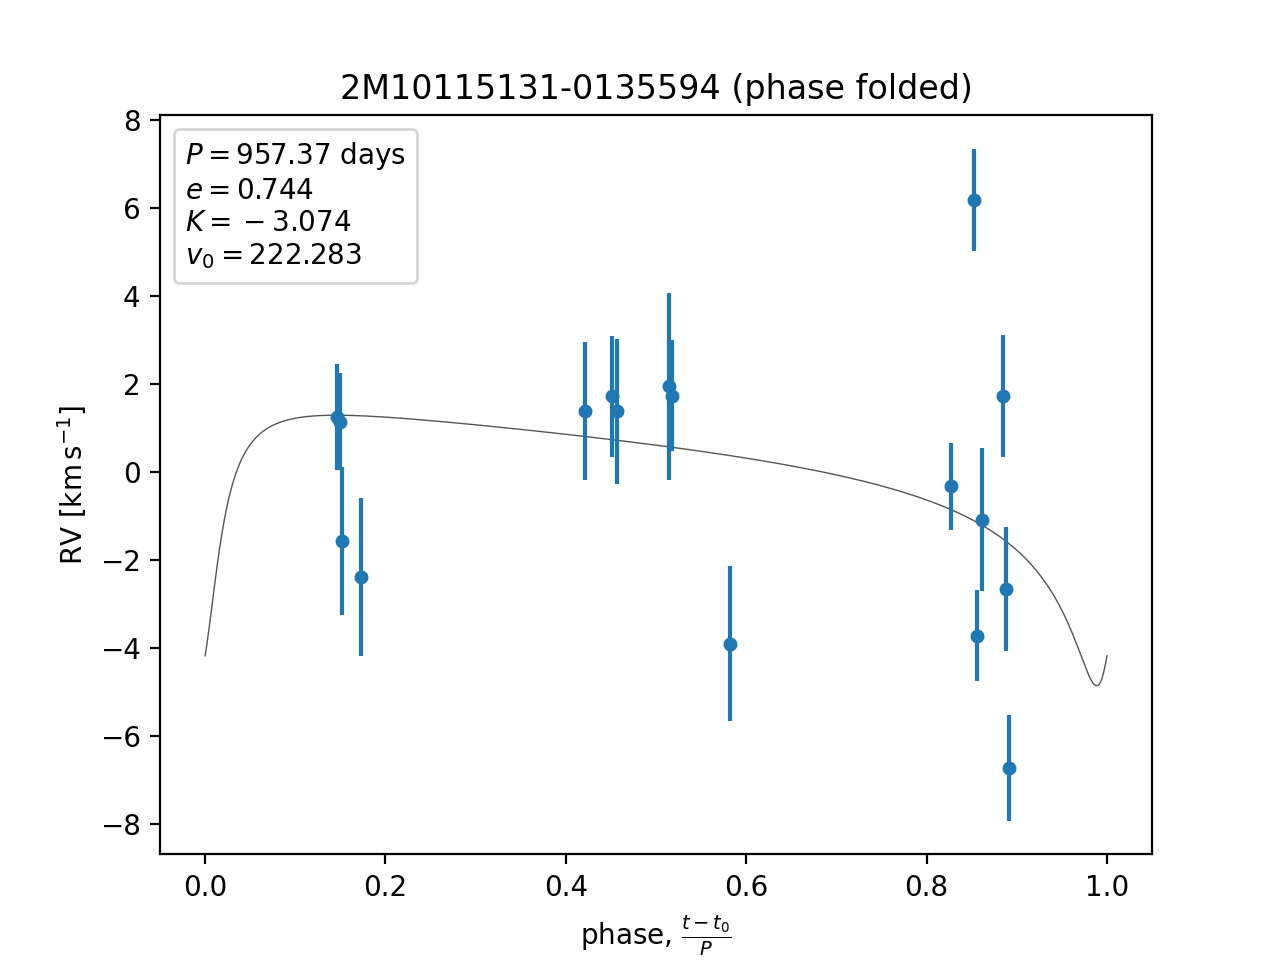 2M10115131-0135594 (phase folded)
P = 957.37 days
e = 0.744
K = −3.074
v₀ = 222.283
8
6
4
2
0
−2
−4
−6
−8
RV [km s⁻¹]
0.0 0.2 0.4 0.6 0.8 1.0
phase, (t − t₀)/P